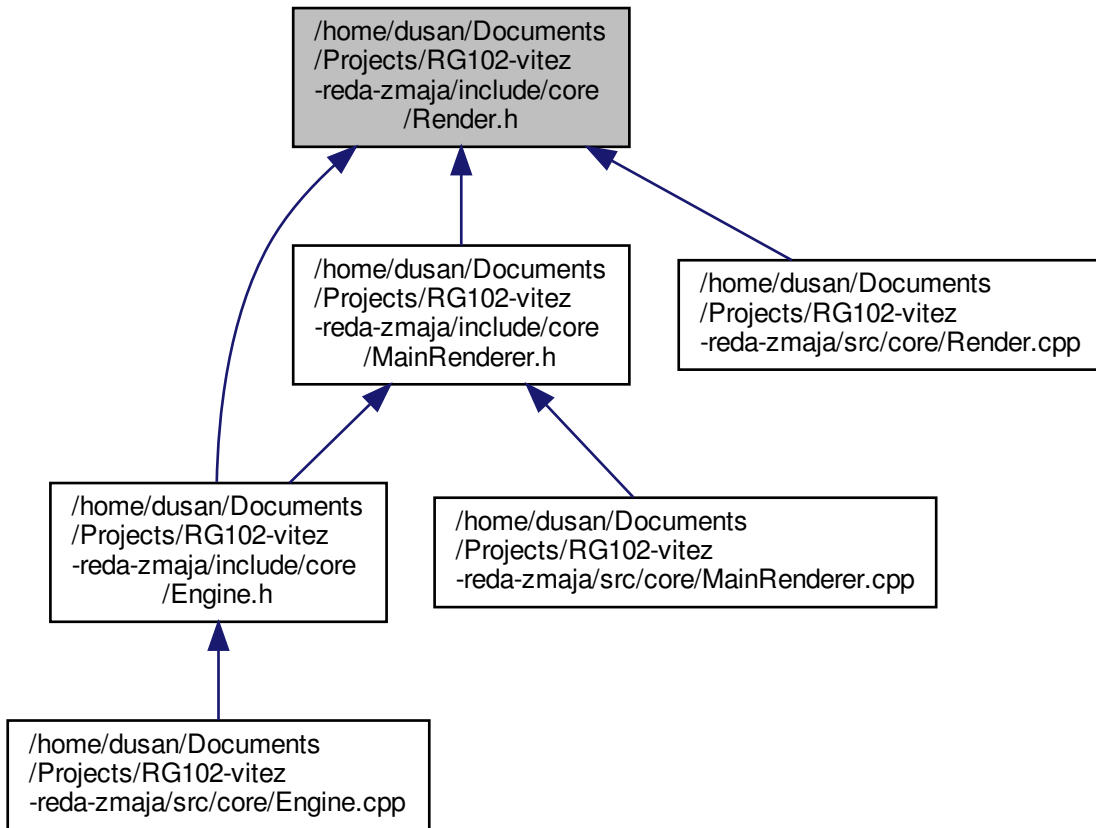 /home/dusan/Documents
/Projects/RG102-vitez
-reda-zmaja/include/core
/Render.h
/home/dusan/Documents
/Projects/RG102-vitez
-reda-zmaja/include/core
/MainRenderer.h
/home/dusan/Documents
/Projects/RG102-vitez
-reda-zmaja/src/core/Render.cpp
/home/dusan/Documents
/Projects/RG102-vitez
-reda-zmaja/include/core
/Engine.h
/home/dusan/Documents
/Projects/RG102-vitez
-reda-zmaja/src/core/MainRenderer.cpp
/home/dusan/Documents
/Projects/RG102-vitez
-reda-zmaja/src/core/Engine.cpp